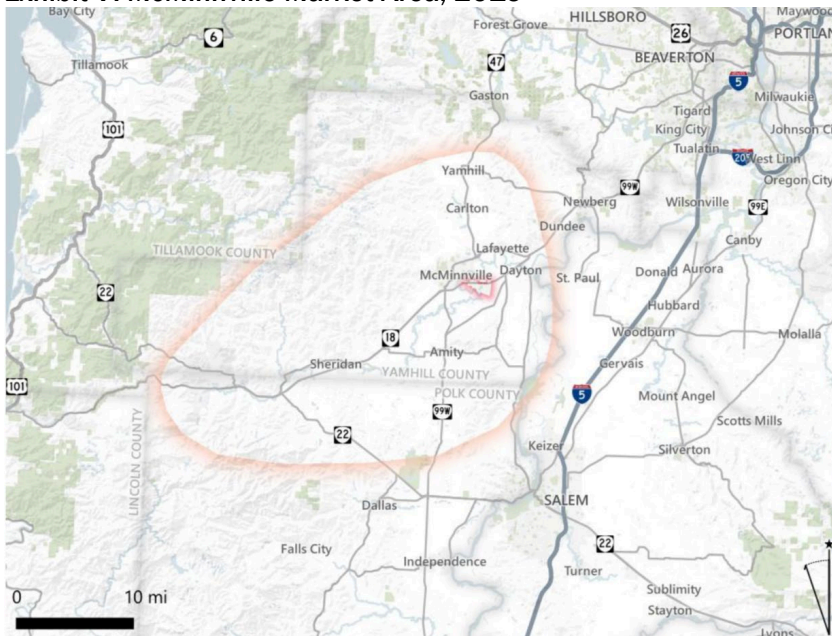 Bay City
Forest Grove
HILLSBORO
Maywoo
6
26
PORTLAN
BEAVERTON
Tillamook
47
5
Gaston
Milwaukie
Tigard
101
King City
Johnson Ci
Tualatin
205
West Linn
Yamhill
99W
Oregon City
Newberg
Wilsonville
99E
Carlton
Dundee
TILLAMOOK COUNTY
Lafayette
Canby
McMinnville
Dayton
St. Paul
Donald
Aurora
22
Hubbard
18
Woodburn
Molalla
Amity
Sheridan
Gervais
YAMHILL COUNTY
101
POLK COUNTY
5
Mount Angel
99W
Scotts Mills
22
Keizer
Silverton
LINCOLN COUNTY
SALEM
Dallas
Falls City
22
Independence
Turner
0
10 mi
Sublimity
Stayton
Lyons